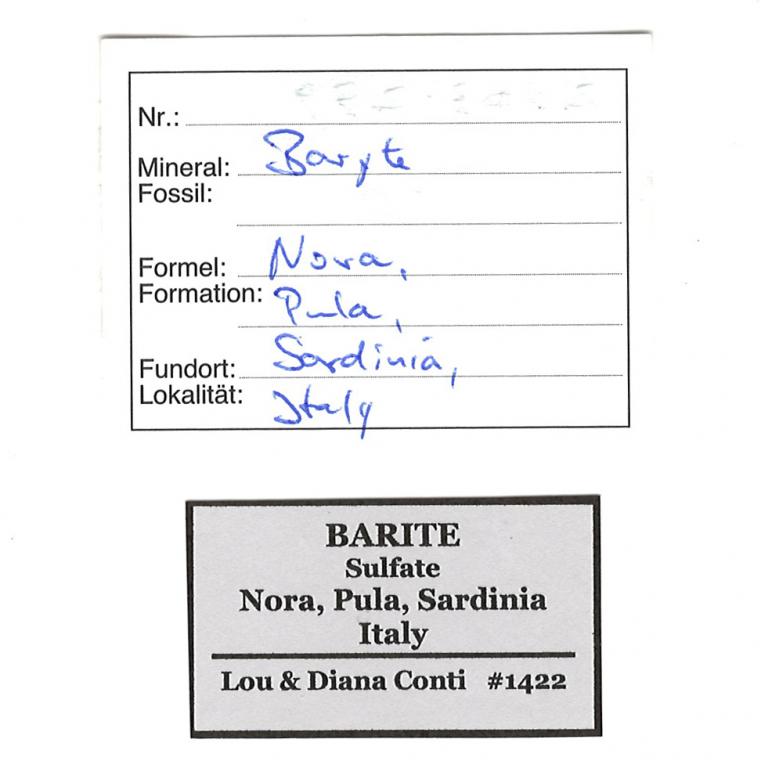 Nr.:
Mineral: Baryte
Fossil:
Formel: Nora,
Formation: Pula,
Fundort: Sardinia,
Lokalität: Italy
BARITE
Sulfate
Nora, Pula, Sardinia
Italy
Lou & Diana Conti #1422